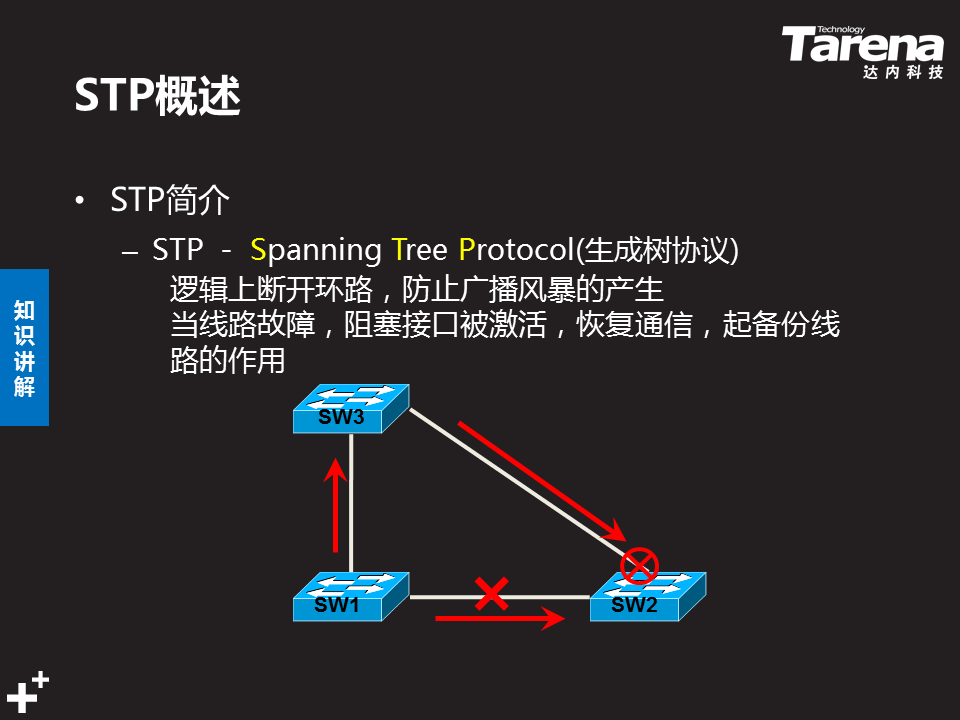 Technology
Tarena
达内科技
STP概述
• STP简介
– STP - Spanning Tree Protocol(生成树协议)
逻辑上断开环路，防止广播风暴的产生
当线路故障，阻塞接口被激活，恢复通信，起备份线
路的作用
知
识
讲
解
SW3
SW1
SW2